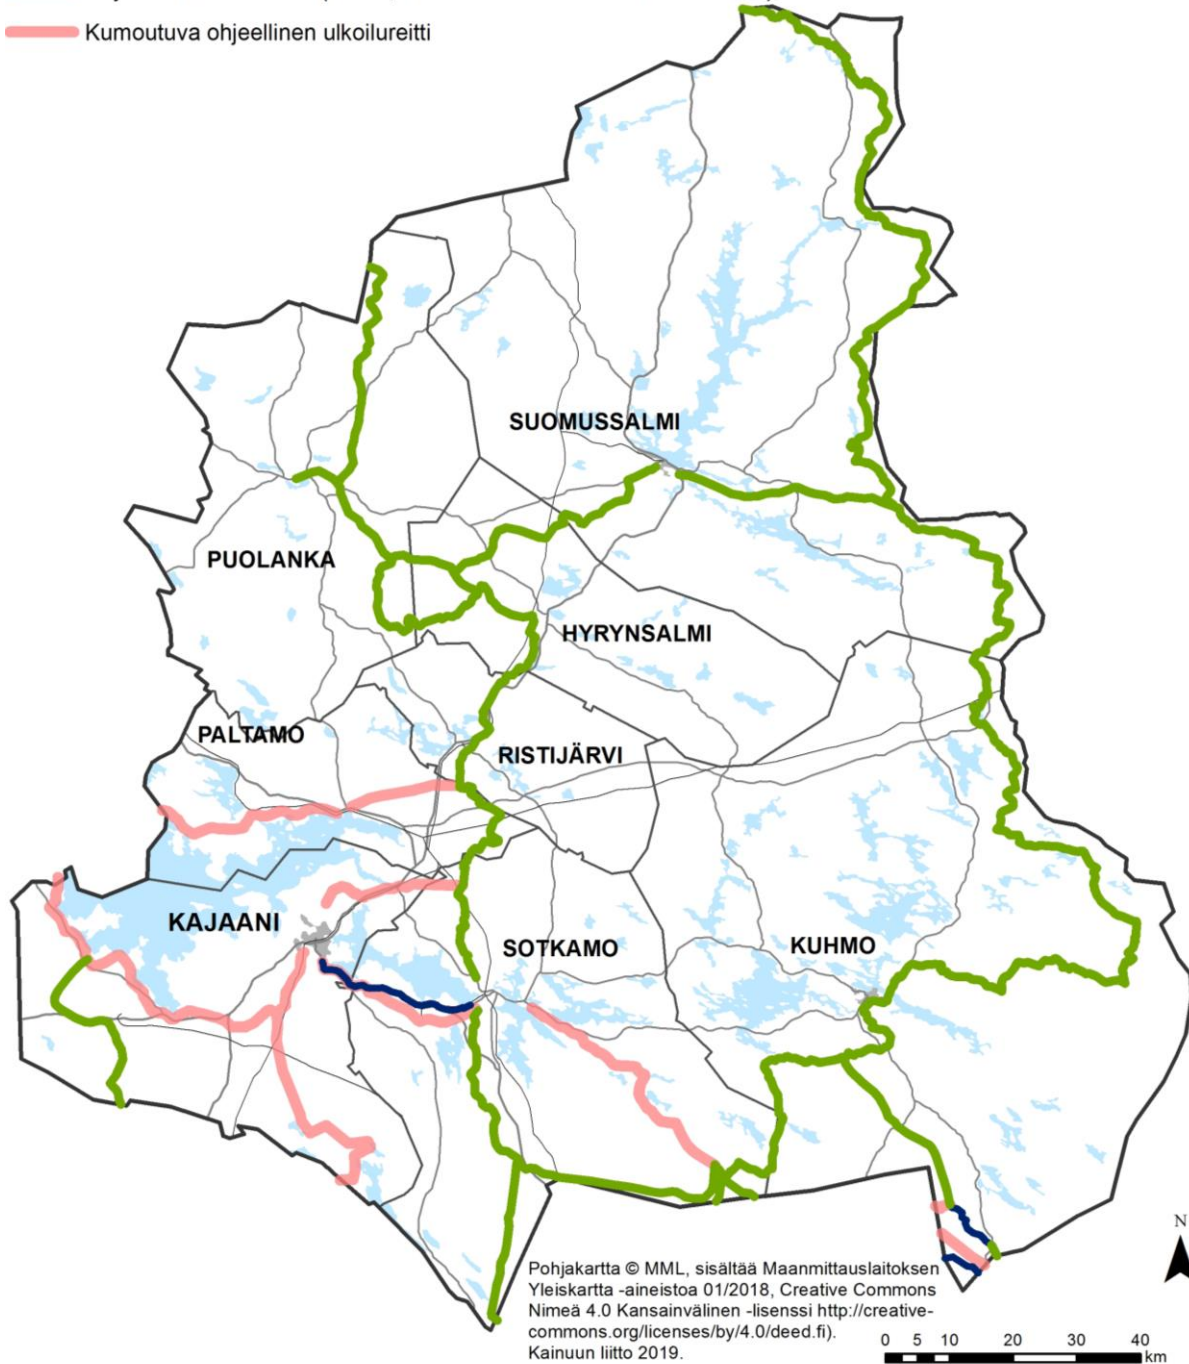 Kumoutuva ohjeellinen ulkoilureitti
SUOMUSSALMI
PUOLANKA
HYRYNSALMI
PALTAMO
RISTIJÄRVI
KAJAANI
SOTKAMO
KUHMO
N
Pohjakartta © MML, sisältää Maanmittauslaitoksen
Yleiskartta -aineistoa 01/2018, Creative Commons
Nimeä 4.0 Kansainvälinen -lisenssi http://creative-
commons.org/licenses/by/4.0/deed.fi).
Kainuun liitto 2019.
0 5 10 20 30 40
km